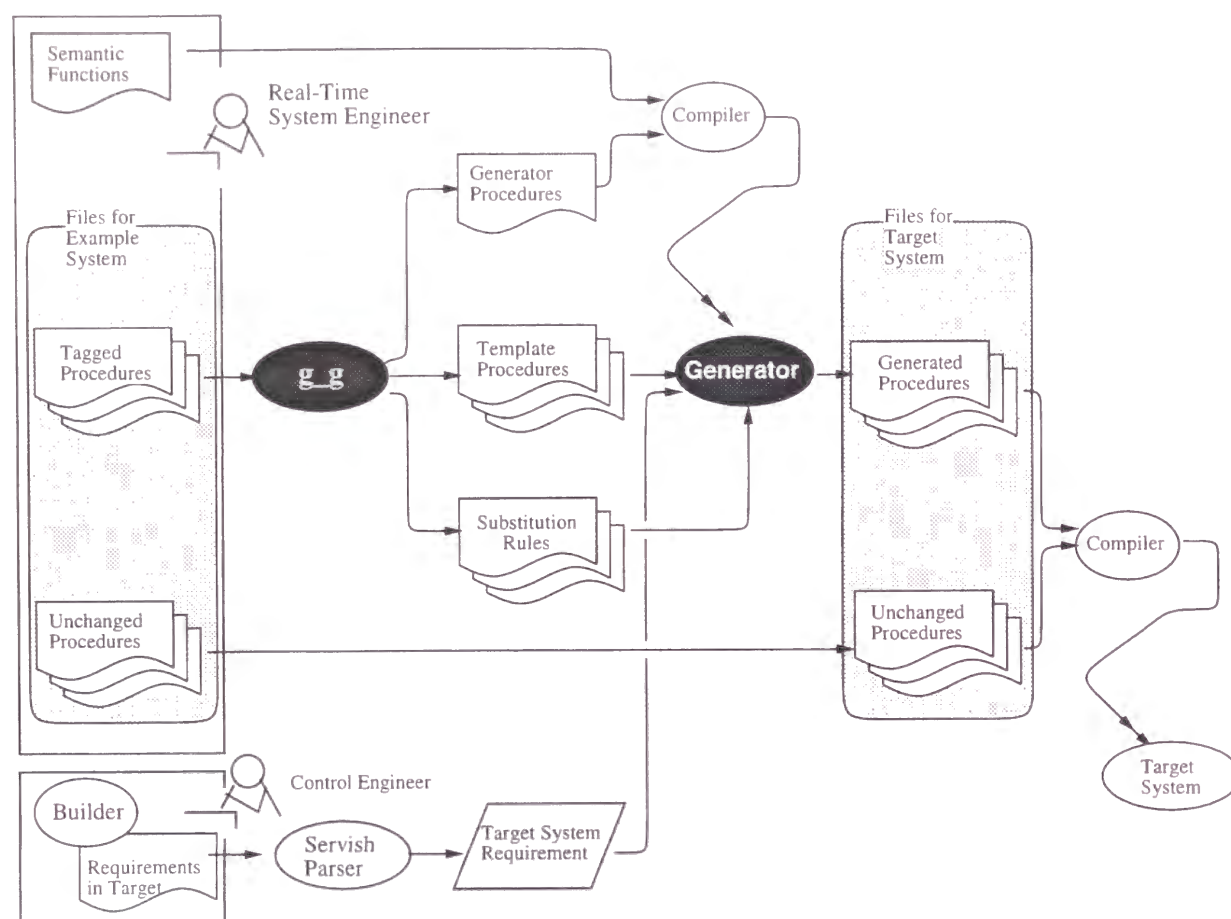 Semantic
Functions
Real-Time
System Engineer
Compiler
Generator
Procedures
Files for
Example
System
Files for
Target
System
Tagged
Procedures
g_g
Template
Procedures
Generator
Generated
Procedures
Substitution
Rules
Compiler
Unchanged
Procedures
Unchanged
Procedures
Target
System
Control Engineer
Builder
Requirements
in Target
Servish
Parser
Target System
Requirement